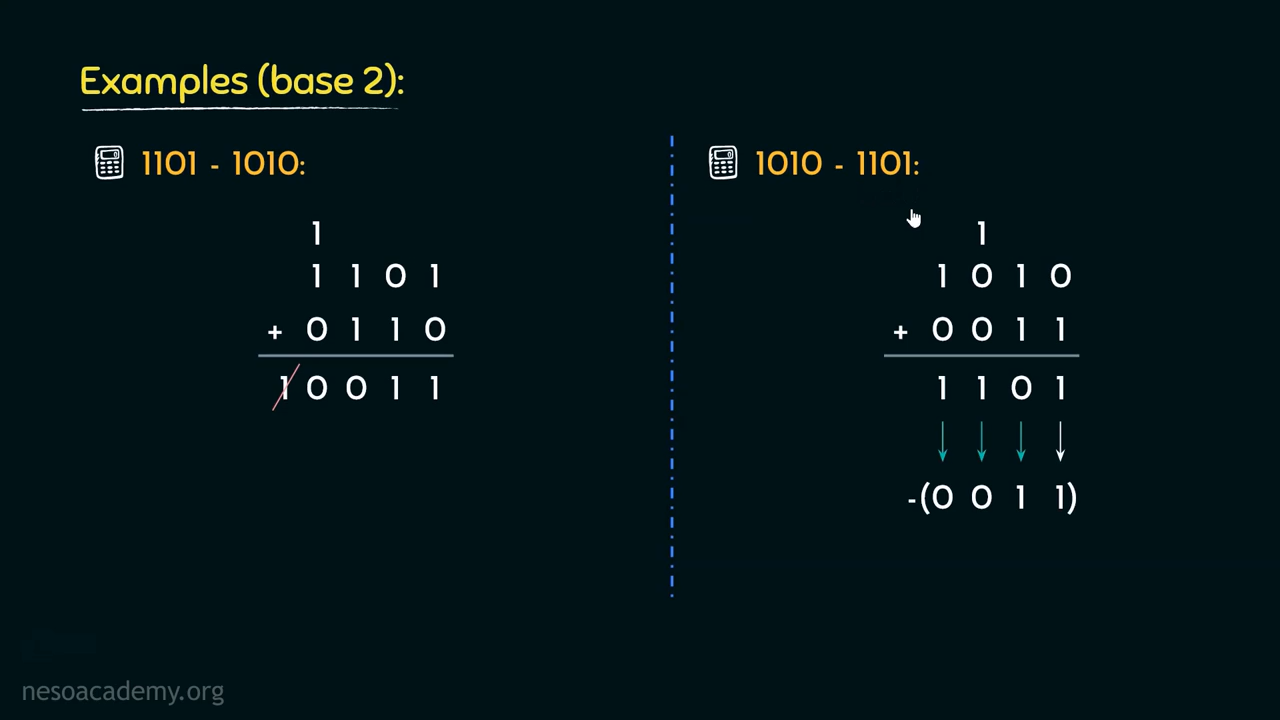 Examples (base 2):
1101 - 1010:
1
1 1 0 1
+ 0 1 1 0
1 0 0 1 1
1010 - 1101:
1
1 0 1 0
+ 0 0 1 1
1 1 0 1
-(0 0 1 1)
nesoacademy.org